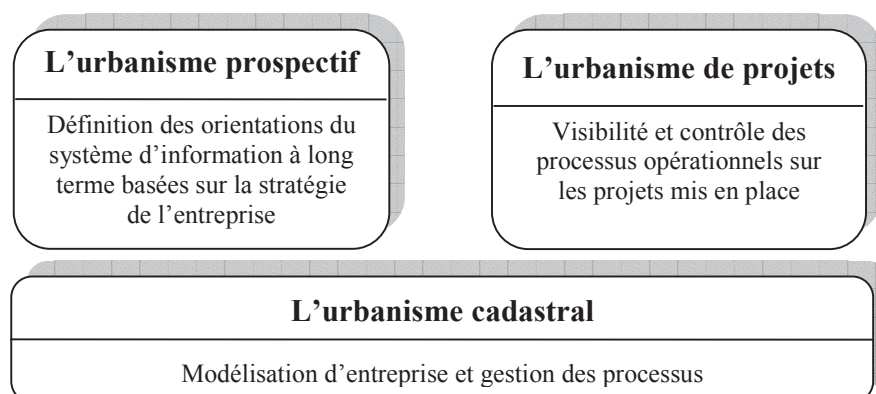 L’urbanisme prospectif
Définition des orientations du
système d’information à long
terme basées sur la stratégie
de l’entreprise
L’urbanisme de projets
Visibilité et contrôle des
processus opérationnels sur
les projets mis en place
L’urbanisme cadastral
Modélisation d’entreprise et gestion des processus